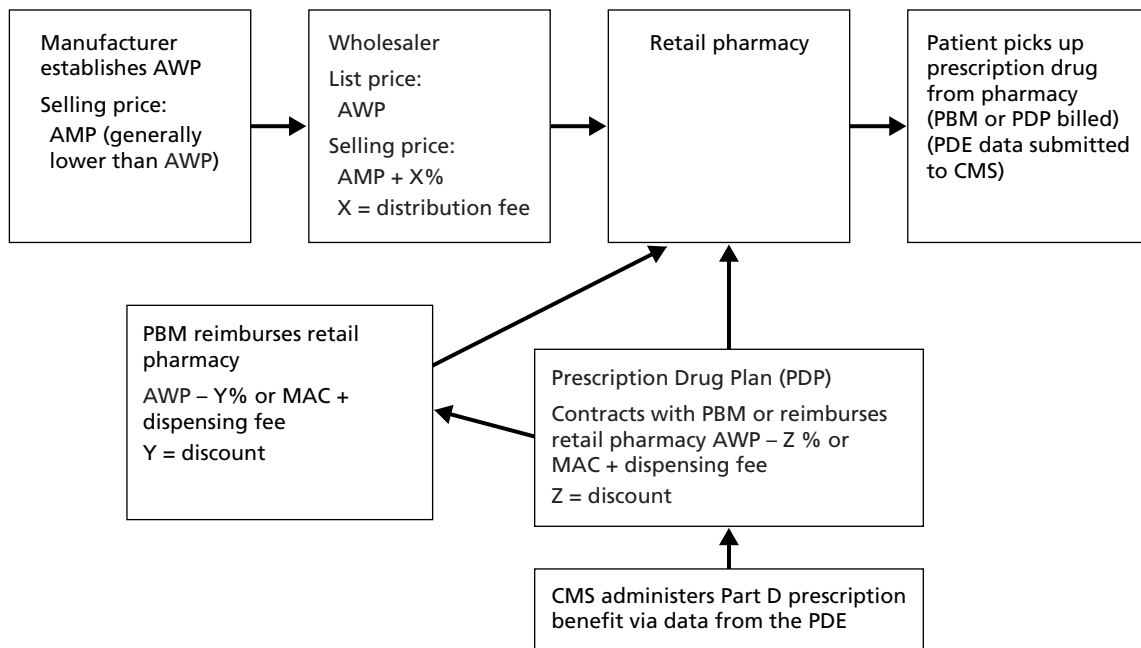 Manufacturer
establishes AWP
Selling price:
AMP (generally
lower than AWP)
Wholesaler
List price:
AWP
Selling price:
AMP + X%
X = distribution fee
Retail pharmacy
Patient picks up
prescription drug
from pharmacy
(PBM or PDP billed)
(PDE data submitted
to CMS)
PBM reimburses retail
pharmacy
AWP – Y% or MAC +
dispensing fee
Y = discount
Prescription Drug Plan (PDP)
Contracts with PBM or reimburses
retail pharmacy AWP – Z % or
MAC + dispensing fee
Z = discount
CMS administers Part D prescription
benefit via data from the PDE